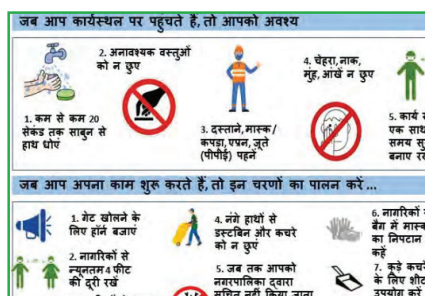 जब आप कार्यस्थल पर पहुंचते हैं, तो आपको अवश्य
1. कम से कम 20
सेकंड तक साबुन से
हाथ धोएं
2. अनावश्यक वस्तुओं
को न छुए
3. दस्ताने, मास्क/
कपड़ा, एप्रन, जूते
(पीपीई) पहनें
4. चेहरा, नाक,
मुंह, आंखें न छुए
5. कार्य
एक साथ
समय
बनाए
जब आप अपना काम शुरू करते हैं, तो इन चरणों का पालन करें ...
1. गेट खोलने के
लिए हॉर्न बजाएं
2. नागरिकों से
न्यूनतम 4 फीट
की दूरी रखें
4. नंगे हाथों से
डस्टबिन और कचरे
को न छुएं
5. जब तक आपको
नगरपालिका द्वारा
सूचित नहीं किया जाता
6. नागरिकों
बैग में मास्क
का निपटान
कहें
7. कूड़े कचरे
के लिए
उपयोग करें